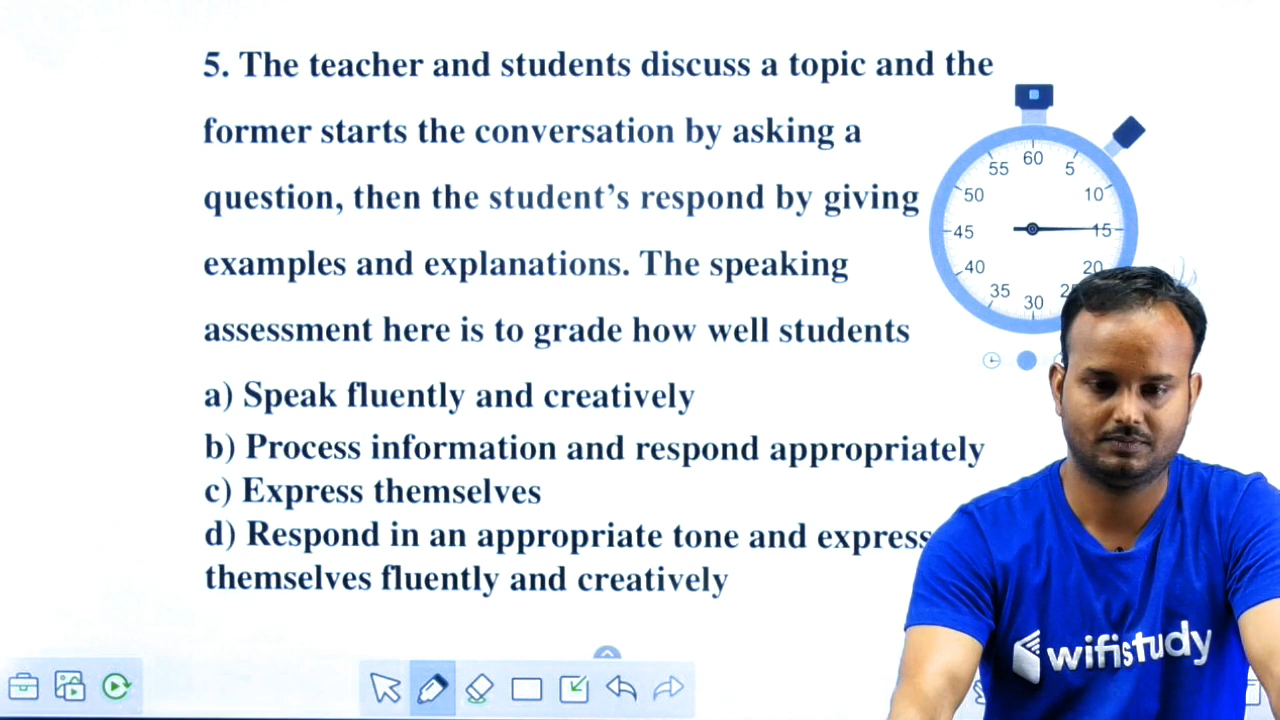 5. The teacher and students discuss a topic and the
former starts the conversation by asking a
question, then the student’s respond by giving
examples and explanations. The speaking
assessment here is to grade how well students
a) Speak fluently and creatively
b) Process information and respond appropriately
c) Express themselves
d) Respond in an appropriate tone and express
themselves fluently and creatively
60
55
5
50
10
45
15
40
20
35
30
wifistudy